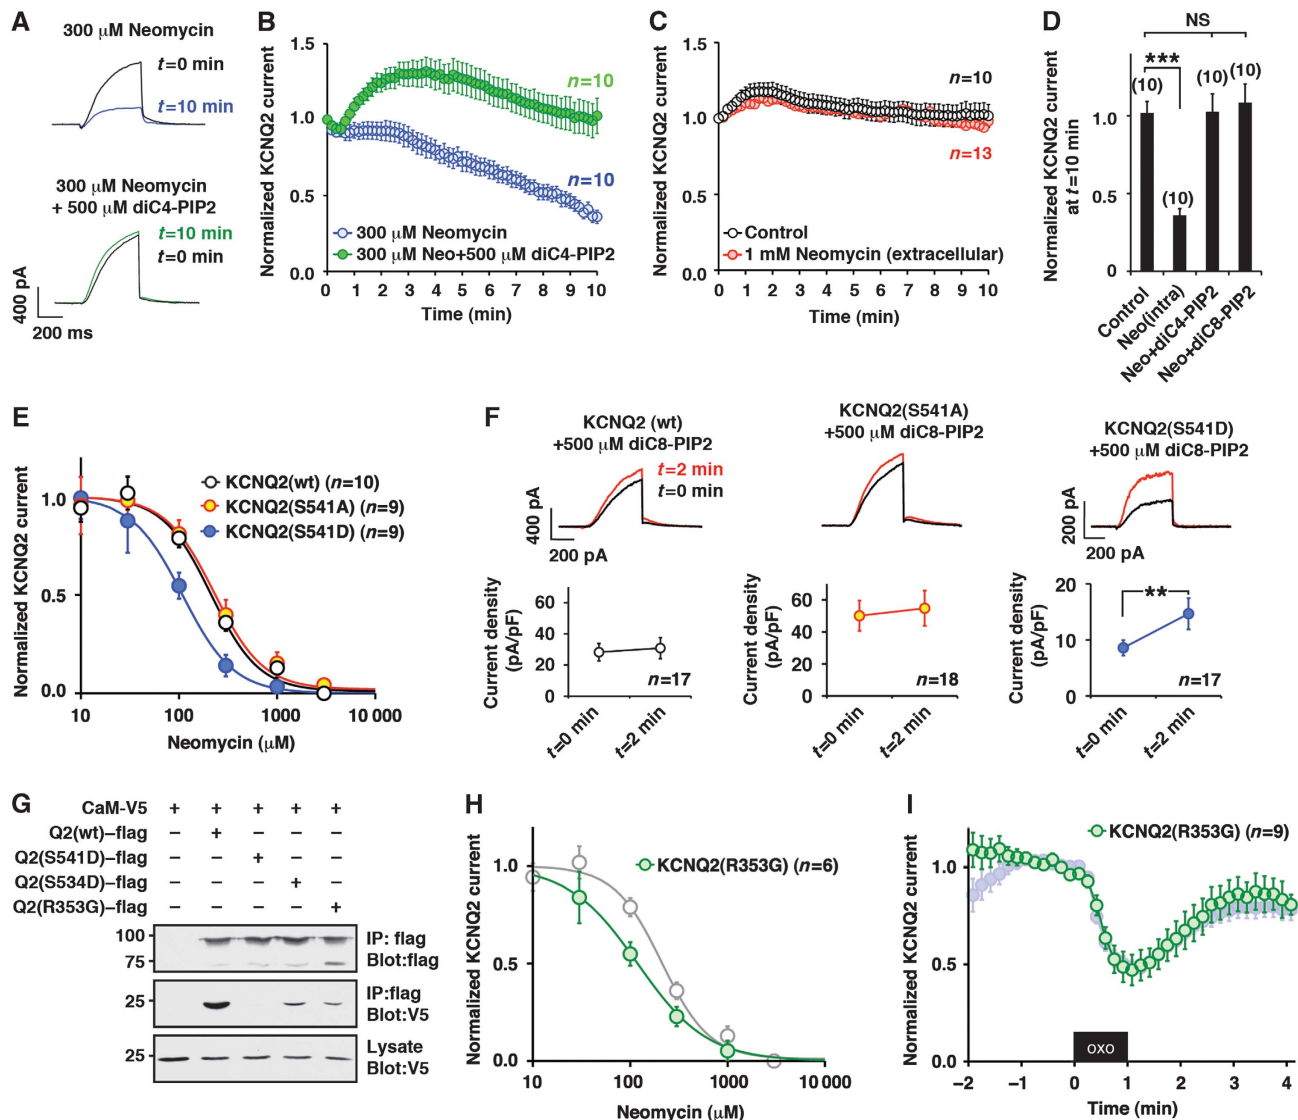 A
300 μM Neomycin
t=0 min
t=10 min
300 μM Neomycin
+ 500 μM diC4-PIP2
t=10 min
t=0 min
400 pA
200 ms
B
Normalized KCNQ2 current
1.5
1.0
0.5
0.0
n=10
n=10
300 μM Neomycin
300 μM Neo+500 μM diC4-PIP2
0 1 2 3 4 5 6 7 8 9 10
Time (min)
C
Normalized KCNQ2 current
1.5
1.0
0.5
0.0
n=10
n=13
Control
1 mM Neomycin (extracellular)
0 1 2 3 4 5 6 7 8 9 10
Time (min)
D
Normalized KCNQ2 current
at t=10 min
NS
***
(10)
(10)
(10)
(10)
1.0
0.5
0
Control
Neo(intra)
Neo+diC4-PIP2
Neo+diC8-PIP2
E
Normalized KCNQ2 current
1.0
0.5
0.0
KCNQ2(wt) (n=10)
KCNQ2(S541A) (n=9)
KCNQ2(S541D) (n=9)
10 100 1000 10 000
Neomycin (μM)
F
KCNQ2 (wt)
+500 μM diC8-PIP2
t=2 min
t=0 min
400 pA
200 pA
KCNQ2(S541A)
+500 μM diC8-PIP2
KCNQ2(S541D)
+500 μM diC8-PIP2
200 pA
200 pA
Current density
(pA/pF)
60
40
20
0
n=17
t=0 min
t=2 min
Current density
(pA/pF)
60
40
20
0
n=18
t=0 min
t=2 min
Current density
(pA/pF)
20
10
0
**
n=17
t=0 min
t=2 min
G
CaM-V5 + + + + +
Q2(wt)–flag – + – – –
Q2(S541D)–flag – – + – –
Q2(S534D)–flag – – – + –
Q2(R353G)–flag – – – – +
100
75
IP: flag
Blot:flag
25
IP:flag
Blot:V5
25
Lysate
Blot:V5
H
Normalized KCNQ2 current
1.0
0.5
0.0
KCNQ2(R353G) (n=6)
10 100 1000 10 000
Neomycin (μM)
I
Normalized KCNQ2 current
1.0
0.5
0.0
KCNQ2(R353G) (n=9)
oxo
–2 –1 0 1 2 3 4
Time (min)